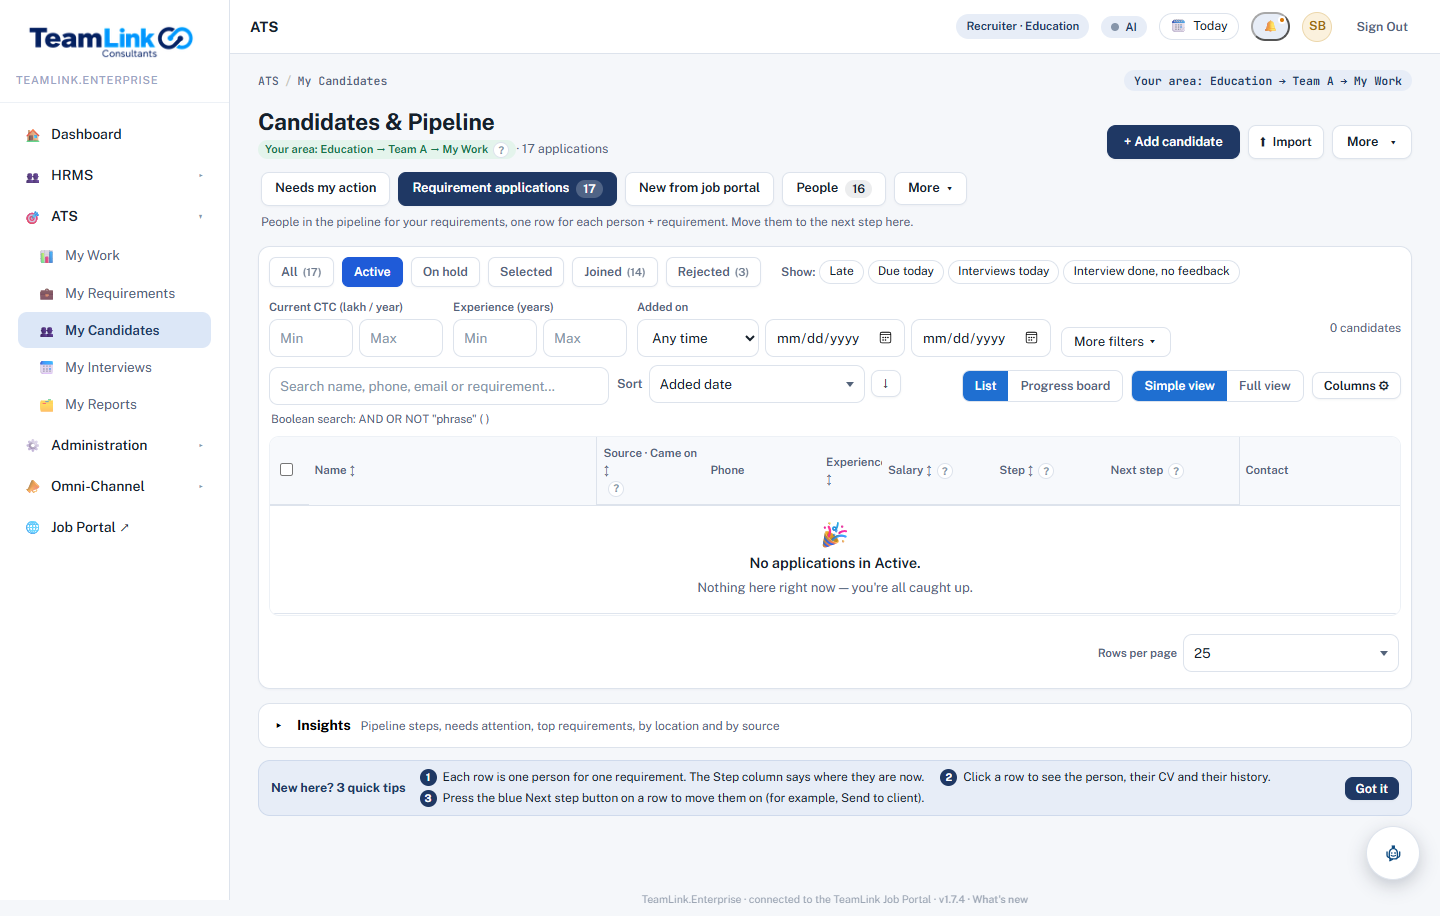 TeamLink
Consultants
TEAMLINK.ENTERPRISE
Dashboard
HRMS
ATS
My Work
My Requirements
My Candidates
My Interviews
My Reports
Administration
Omni-Channel
Job Portal ↗
ATS
Recruiter · Education
AI
Today
SB
Sign Out
ATS / My Candidates
Your area: Education → Team A → My Work
Candidates & Pipeline
Your area: Education → Team A → My Work ? · 17 applications
+ Add candidate
⬆ Import
More ▾
Needs my action
Requirement applications 17
New from job portal
People 16
More ▾
People in the pipeline for your requirements, one row for each person + requirement. Move them to the next step here.
All (17)
Active
On hold
Selected
Joined (14)
Rejected (3)
Show:
Late
Due today
Interviews today
Interview done, no feedback
Current CTC (lakh / year)
Experience (years)
Added on
Min
Max
Min
Max
Any time
mm/dd/yyyy
mm/dd/yyyy
More filters ▾
0 candidates
Search name, phone, email or requirement...
Sort
Added date
↓
List
Progress board
Simple view
Full view
Columns ⚙
Boolean search: AND OR NOT "phrase" ( )
Name ↕
Source · Came on
↕
?
Phone
Experience
↕
Salary ↕ ?
Step ↕ ?
Next step ?
Contact
No applications in Active.
Nothing here right now — you're all caught up.
Rows per page
25
▸ Insights Pipeline steps, needs attention, top requirements, by location and by source
New here? 3 quick tips
1 Each row is one person for one requirement. The Step column says where they are now.
2 Click a row to see the person, their CV and their history.
3 Press the blue Next step button on a row to move them on (for example, Send to client).
Got it
TeamLink.Enterprise · connected to the TeamLink Job Portal · v1.7.4 · What's new